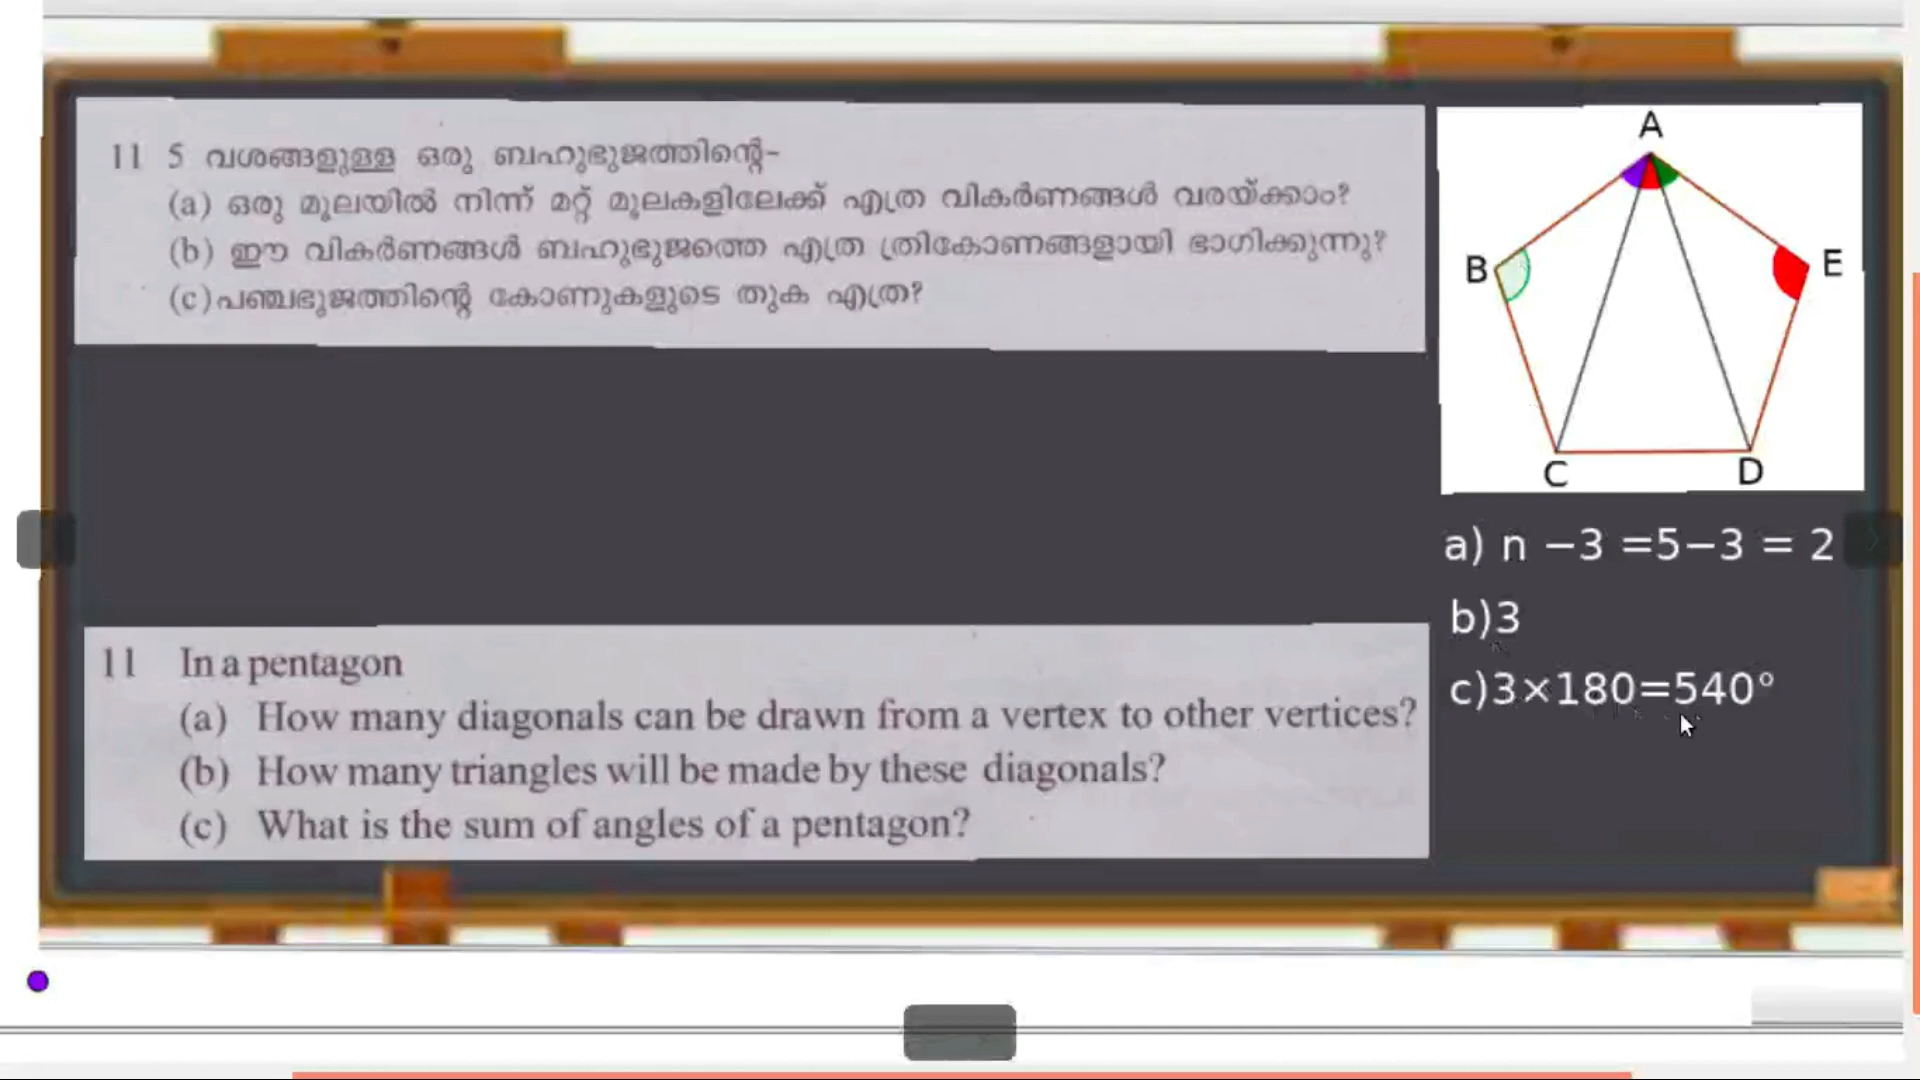 11 5 വശങ്ങളുള്ള ഒരു ബഹുഭുജത്തിന്റെ-
(a) ഒരു മൂലയിൽ നിന്ന് മറ്റ് മൂലകളിലേക്ക് എത്ര വികർണങ്ങൾ വരയ്ക്കാം?
(b) ഈ വികർണങ്ങൾ ബഹുഭുജത്തെ എത്ര ത്രികോണങ്ങളായി ഭാഗിക്കുന്നു?
(c) പഞ്ചഭുജത്തിന്റെ കോണുകളുടെ തുക എത്ര?
A
B
E
C
D
a) n −3 =5−3 = 2
b)3
c)3×180=540°
11 In a pentagon
(a) How many diagonals can be drawn from a vertex to other vertices?
(b) How many triangles will be made by these diagonals?
(c) What is the sum of angles of a pentagon?